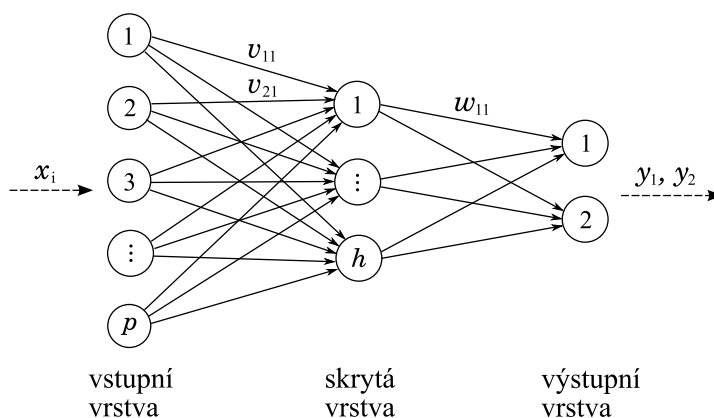 1
v₁₁
2
v₂₁
1
w₁₁
1
xᵢ
3
⋮
y₁, y₂
2
⋮
h
p
vstupní
vrstva
skrytá
vrstva
výstupní
vrstva